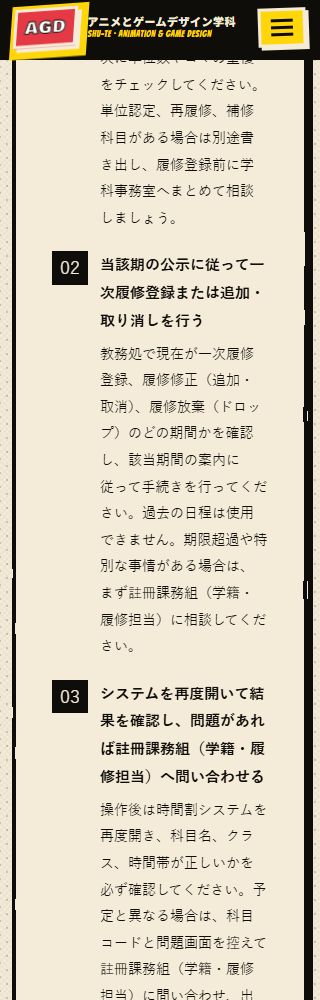 AGD
アニメとゲームデザイン学科
SHU-TE・ANIMATION & GAME DESIGN
をチェックしてください。
単位認定、再履修、補修
科目がある場合は別途書
き出し、履修登録前に学
科事務室へまとめて相談
しましょう。
02
当該期の公示に従って一
次履修登録または追加・
取り消しを行う
教務処で現在が一次履修
登録、履修修正（追加・
取消）、履修放棄（ドロッ
プ）のどの期間かを確認
し、該当期間の案内に
従って手続きを行ってくだ
さい。過去の日程は使用
できません。期限超過や特
別な事情がある場合は、
まず註冊課務組（学籍・
履修担当）に相談してくだ
さい。
03
システムを再度開いて結
果を確認し、問題があれ
ば註冊課務組（学籍・履
修担当）へ問い合わせる
操作後は時間割システムを
再度開き、科目名、クラ
ス、時間帯が正しいかを
必ず確認してください。予
定と異なる場合は、科目
コードと問題画面を控えて
註冊課務組（学籍・履修
担当）に問い合わせ、出